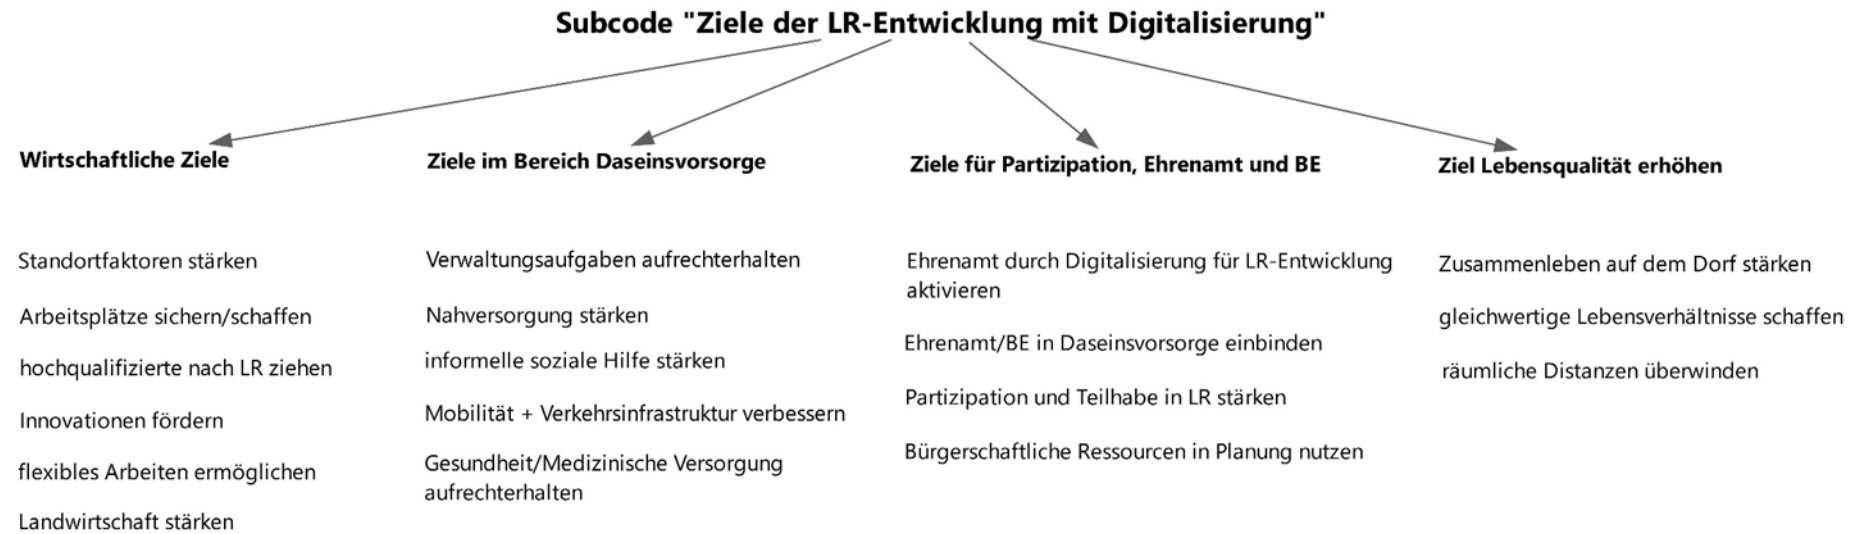 Subcode "Ziele der LR-Entwicklung mit Digitalisierung"
Wirtschaftliche Ziele
Standortfaktoren stärken
Arbeitsplätze sichern/schaffen
hochqualifizierte nach LR ziehen
Innovationen fördern
flexibles Arbeiten ermöglichen
Landwirtschaft stärken
Ziele im Bereich Daseinsvorsorge
Verwaltungsaufgaben aufrechterhalten
Nahversorgung stärken
informelle soziale Hilfe stärken
Mobilität + Verkehrsinfrastruktur verbessern
Gesundheit/Medizinische Versorgung
aufrechterhalten
Ziele für Partizipation, Ehrenamt und BE
Ehrenamt durch Digitalisierung für LR-Entwicklung
aktivieren
Ehrenamt/BE in Daseinsvorsorge einbinden
Partizipation und Teilhabe in LR stärken
Bürgerschaftliche Ressourcen in Planung nutzen
Ziel Lebensqualität erhöhen
Zusammenleben auf dem Dorf stärken
gleichwertige Lebensverhältnisse schaffen
räumliche Distanzen überwinden